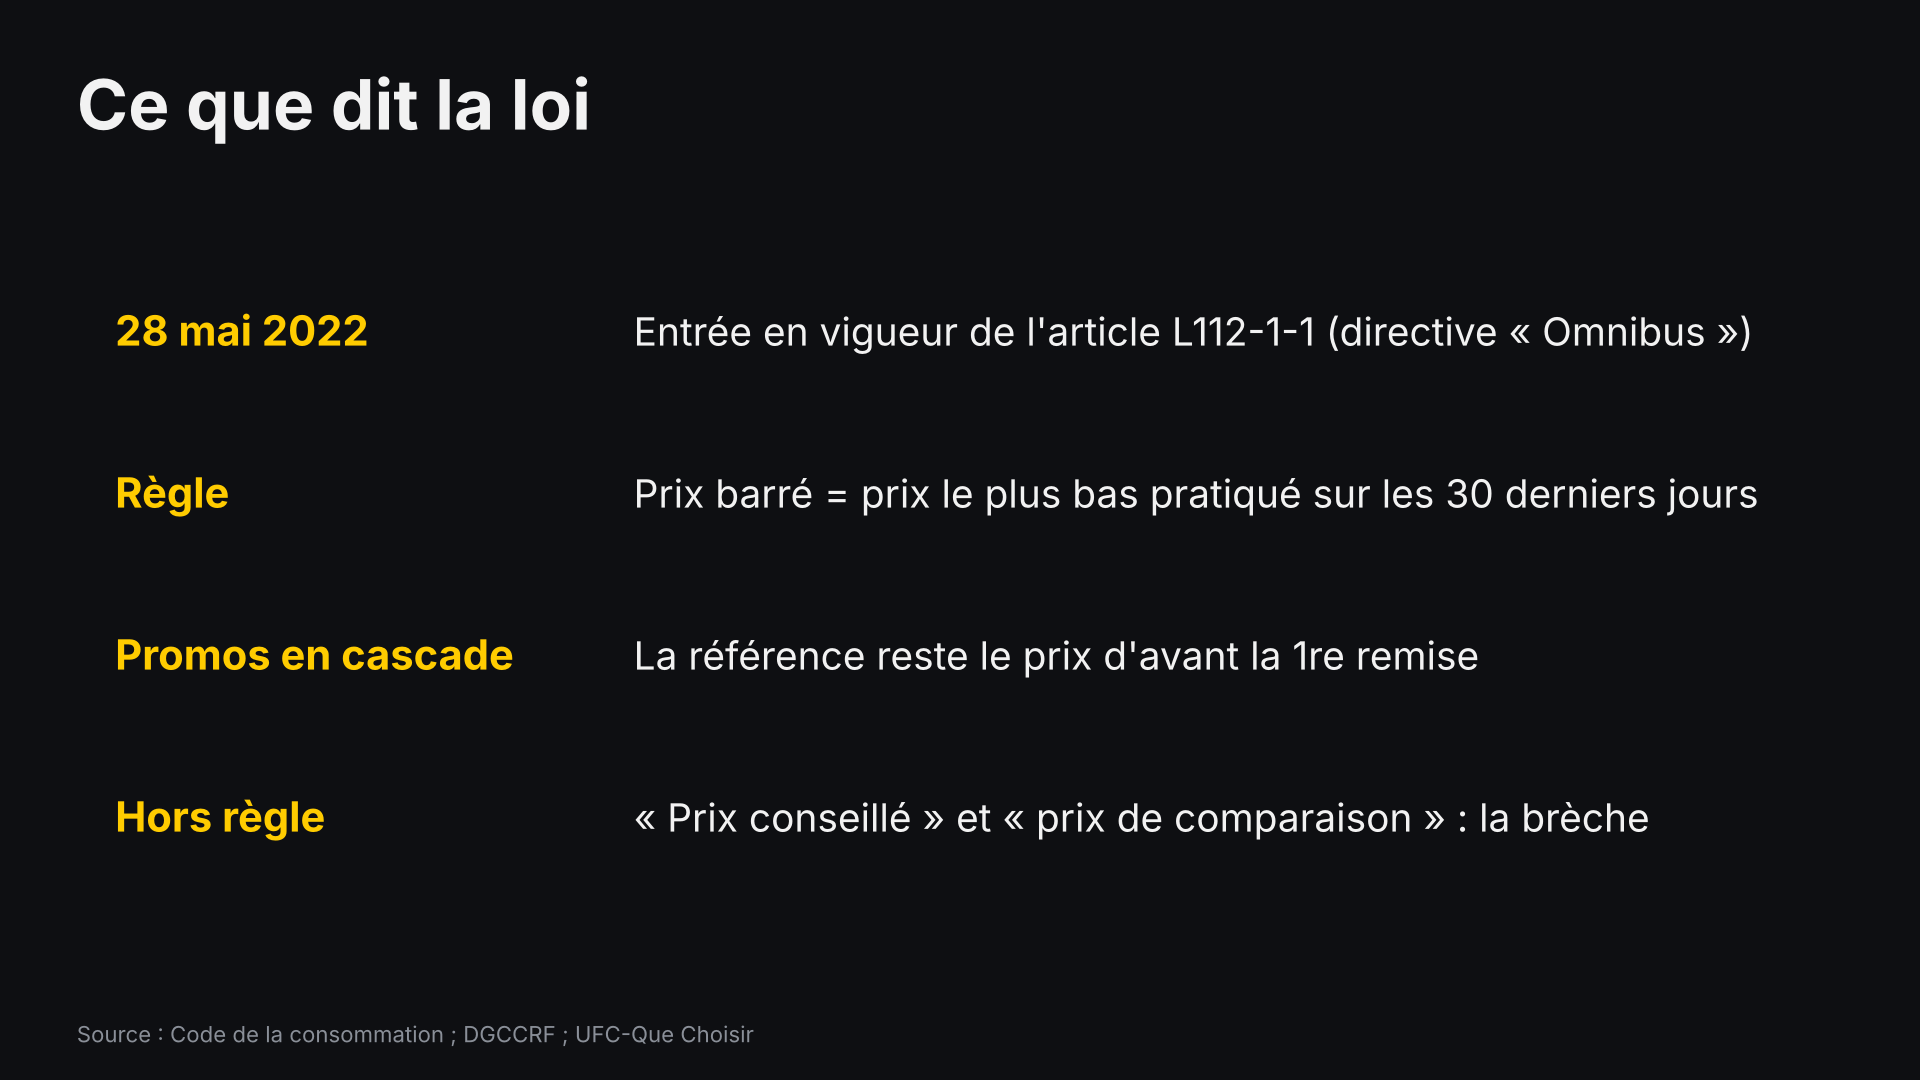 Ce que dit la loi
28 mai 2022
Entrée en vigueur de l'article L112-1-1 (directive « Omnibus »)
Règle
Prix barré = prix le plus bas pratiqué sur les 30 derniers jours
Promos en cascade
La référence reste le prix d'avant la 1re remise
Hors règle
« Prix conseillé » et « prix de comparaison » : la brèche
Source : Code de la consommation ; DGCCRF ; UFC-Que Choisir